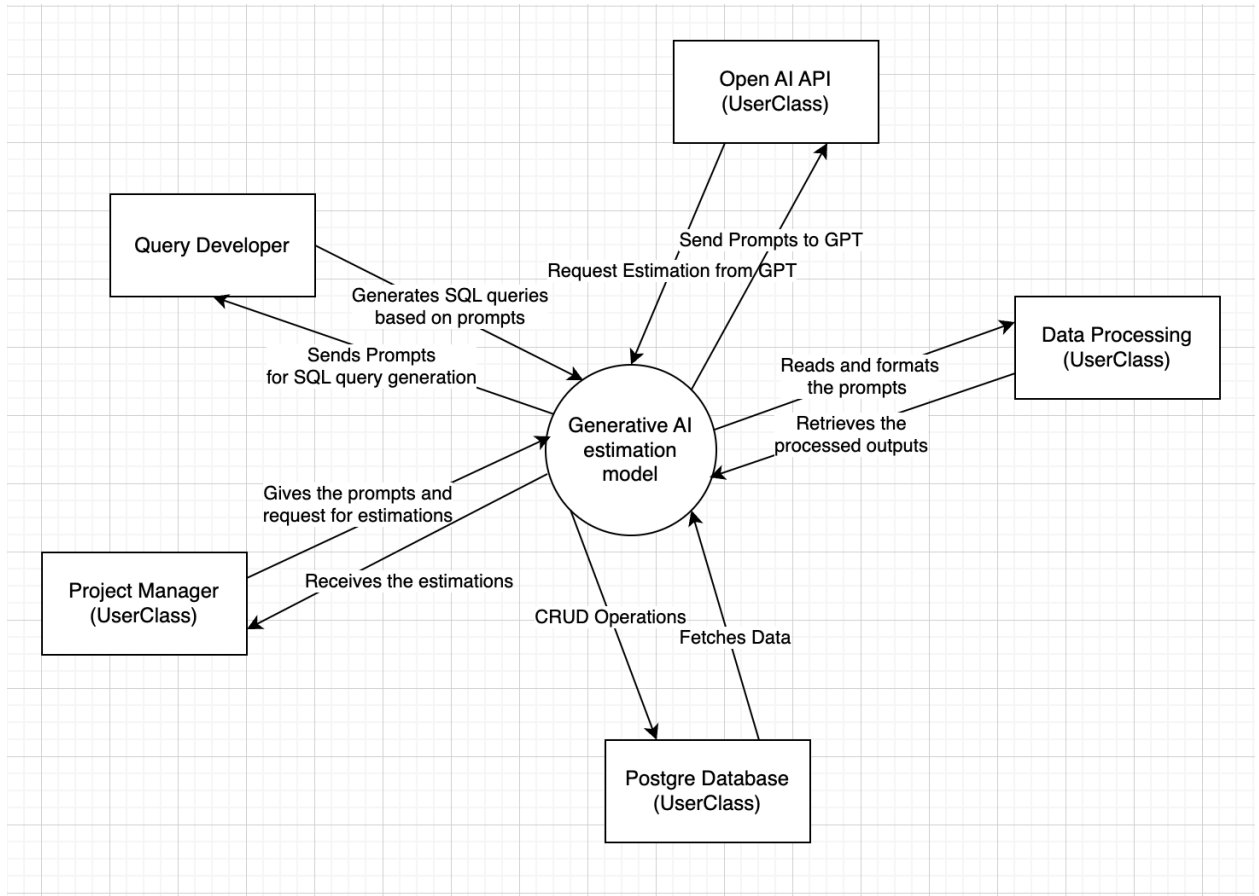 Open AI API
(UserClass)
Query Developer
Send Prompts to GPT
Request Estimation from GPT
Generates SQL queries
based on prompts
Data Processing
(UserClass)
Sends Prompts
for SQL query generation
Reads and formats
the prompts
Generative AI
estimation
model
Retrieves the
processed outputs
Gives the prompts and
request for estimations
Project Manager
(UserClass)
Receives the estimations
CRUD Operations
Fetches Data
Postgre Database
(UserClass)